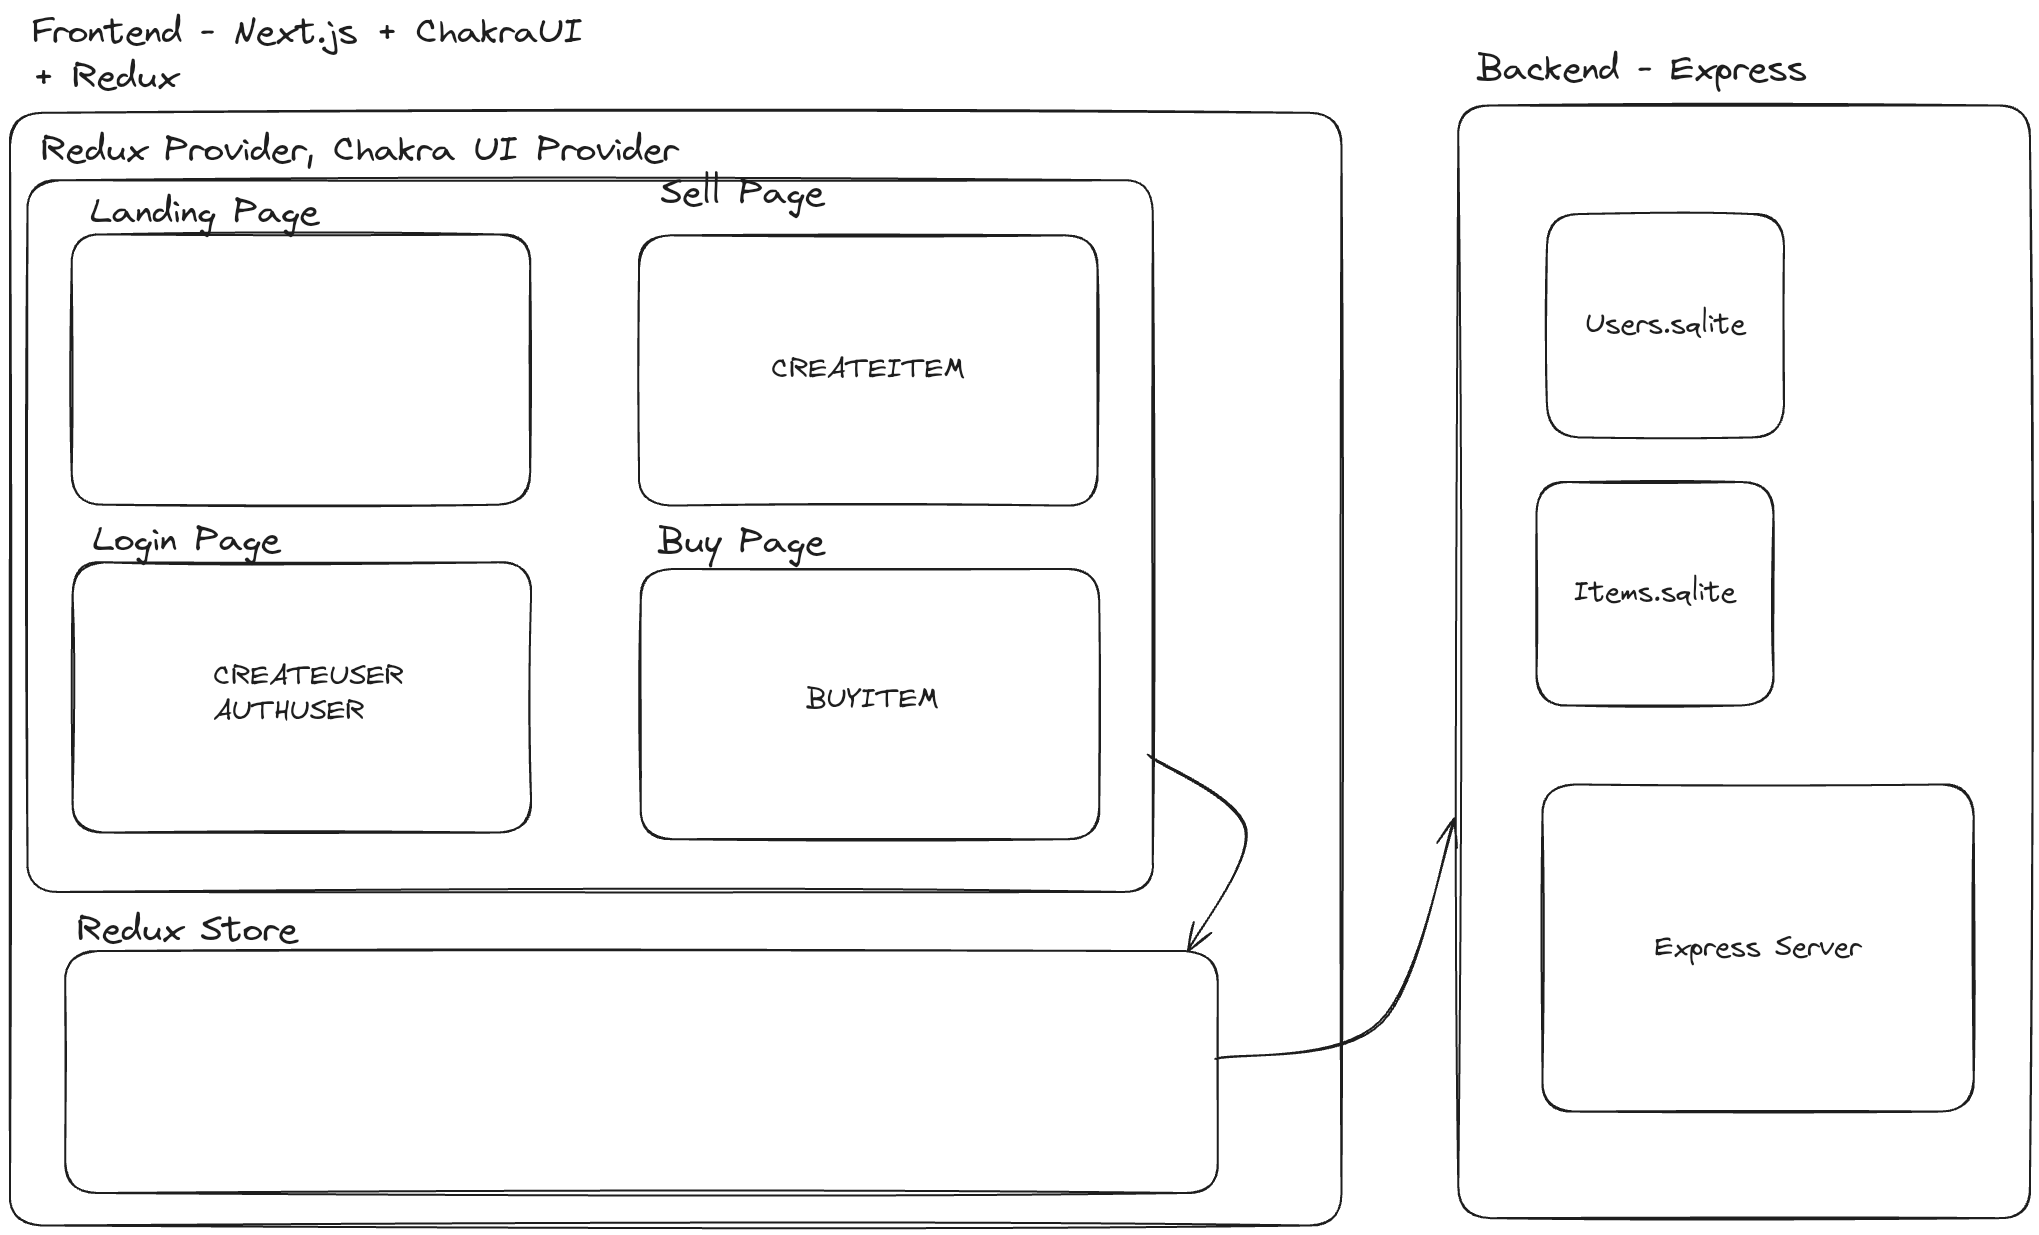 Frontend - Next.js + ChakraUI
+ Redux
Redux Provider, Chakra UI Provider
Landing Page
Sell Page
CREATEITEM
Login Page
CREATEUSER
AUTHUSER
Buy Page
BUYITEM
Redux Store
Backend - Express
Users.sqlite
Items.sqlite
Express Server